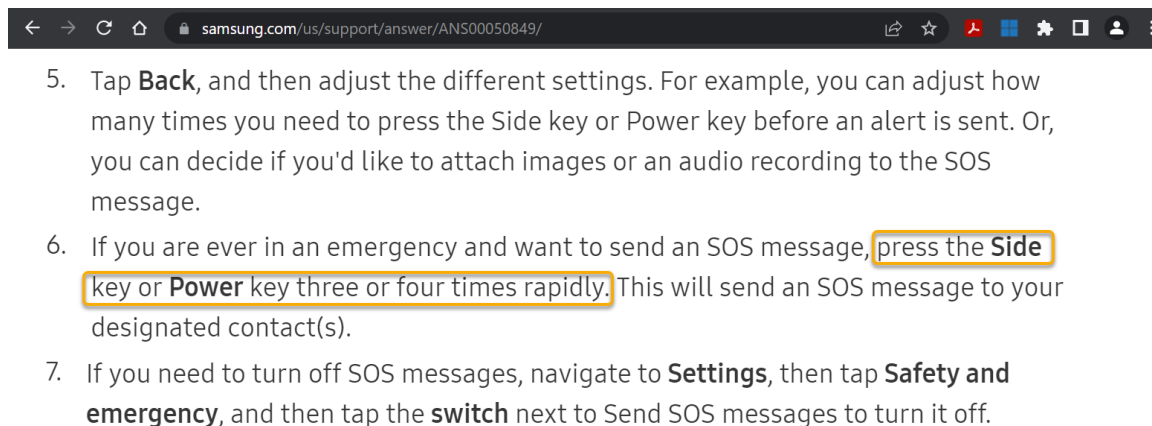 samsung.com/us/support/answer/ANS00050849/
5. Tap Back, and then adjust the different settings. For example, you can adjust how
many times you need to press the Side key or Power key before an alert is sent. Or,
you can decide if you'd like to attach images or an audio recording to the SOS
message.
6. If you are ever in an emergency and want to send an SOS message, press the Side
key or Power key three or four times rapidly. This will send an SOS message to your
designated contact(s).
7. If you need to turn off SOS messages, navigate to Settings, then tap Safety and
emergency, and then tap the switch next to Send SOS messages to turn it off.